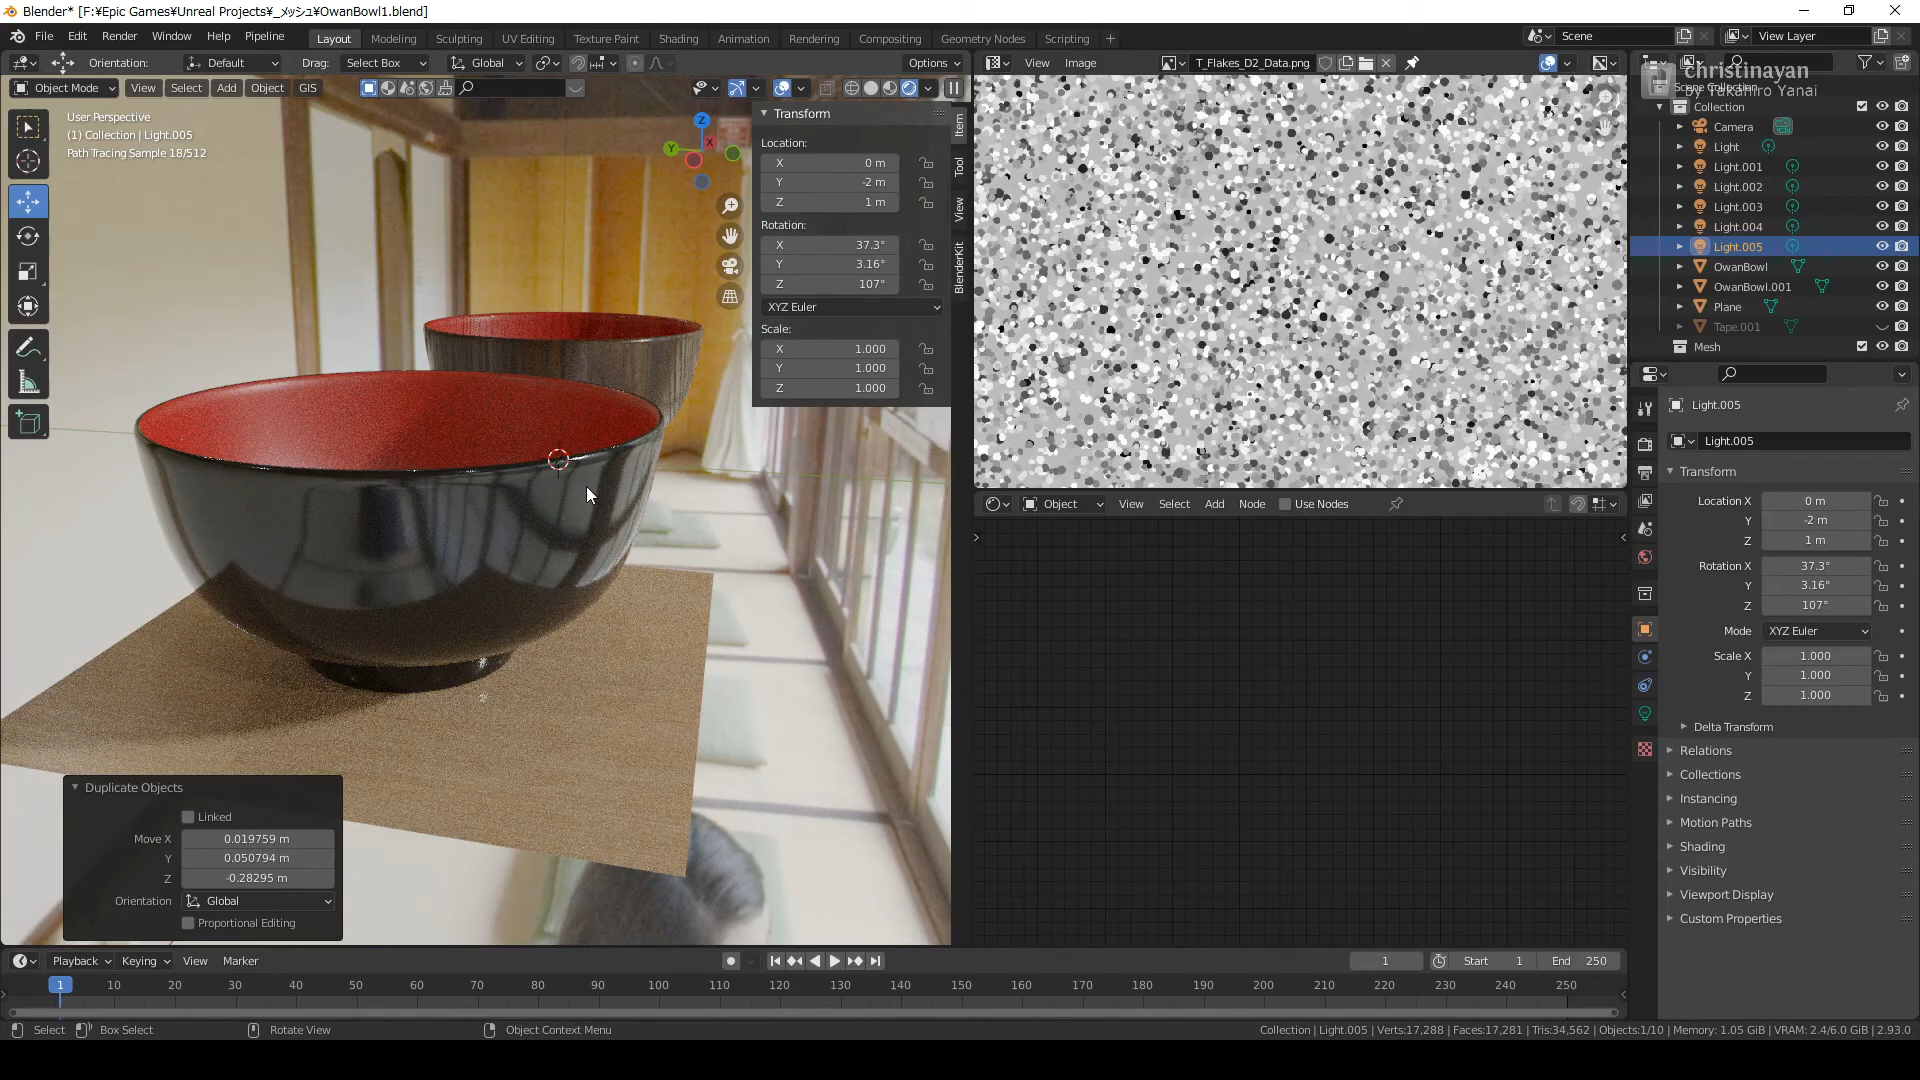 Blender* [F:¥Epic Games¥Unreal Projects¥_メッシュ¥OwanBowl1.blend]
File Edit Render Window Help Pipeline
Layout Modeling Sculpting UV Editing Texture Paint Shading Animation Rendering Compositing Geometry Nodes Scripting +
Scene View Layer
Orientation: Default Drag: Select Box Global Options
View Image T_Flakes_D2_Data.png
christinayan
by Takahiro Yanai
Object Mode View Select Add Object GIS
User Perspective
(1) Collection | Light.005
Path Tracing Sample 18/512
Z
Y
X
Transform
Location:
X 0 m
Y -2 m
Z 1 m
Rotation:
X 37.3°
Y 3.16°
Z 107°
XYZ Euler
Scale:
X 1.000
Y 1.000
Z 1.000
Item
Tool
View
BlenderKit
Collection
Camera
Light
Light.001
Light.002
Light.003
Light.004
Light.005
OwanBowl
OwanBowl.001
Plane
Tape.001
Mesh
Light.005
Light.005
Transform
Location X 0 m
Y -2 m
Z 1 m
Rotation X 37.3°
Y 3.16°
Z 107°
Mode XYZ Euler
Scale X 1.000
Y 1.000
Z 1.000
Delta Transform
Relations
Collections
Instancing
Motion Paths
Shading
Visibility
Viewport Display
Custom Properties
Object View Select Add Node Use Nodes
Duplicate Objects
Linked
Move X 0.019759 m
Y 0.050794 m
Z -0.28295 m
Orientation Global
Proportional Editing
Playback Keying View Marker 1 Start 1 End 250
1 10 20 30 40 50 60 70 80 90 100 110 120 130 140 150 160 170 180 190 200 210 220 230 240 250
Select Box Select Rotate View Object Context Menu
Collection | Light.005 | Verts:17,288 | Faces:17,281 | Tris:34,562 | Objects:1/10 | Memory: 1.05 GiB | VRAM: 2.4/6.0 GiB | 2.93.0